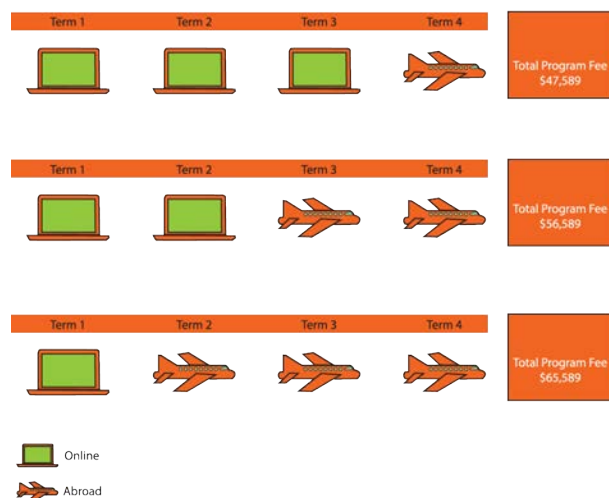 Term 1 Term 2 Term 3 Term 4
Total Program Fee
$47,589
Term 1 Term 2 Term 3 Term 4
Total Program Fee
$56,589
Term 1 Term 2 Term 3 Term 4
Total Program Fee
$65,589
Online
Abroad